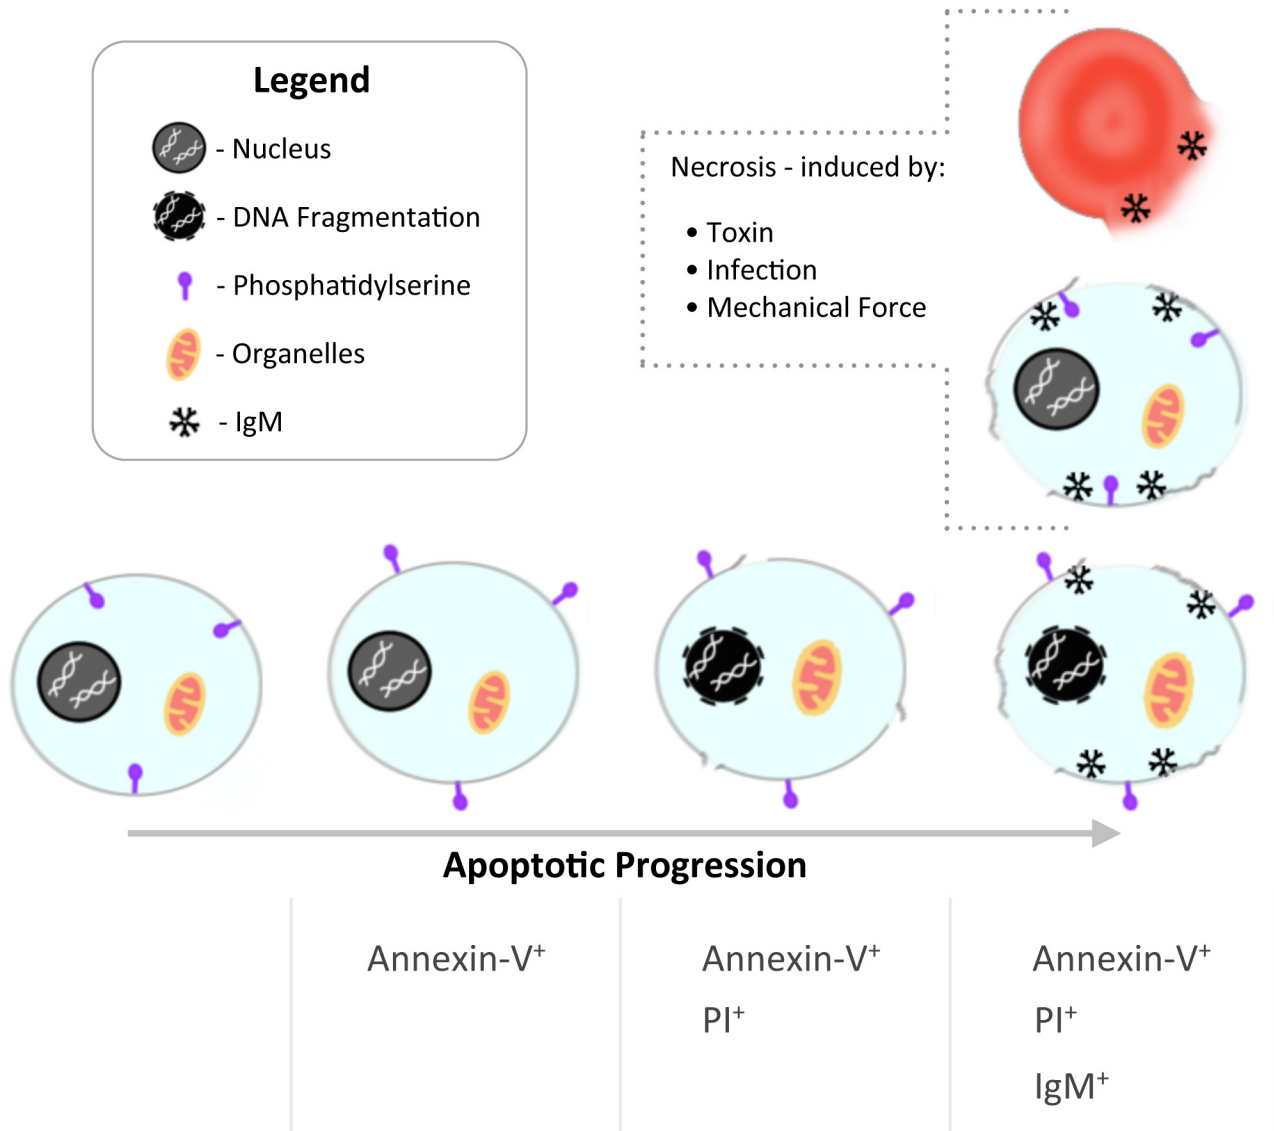 Legend
- Nucleus
- DNA Fragmentation
- Phosphatidylserine
- Organelles
- IgM
Necrosis - induced by:
• Toxin
• Infection
• Mechanical Force
Apoptotic Progression
Annexin-V⁺
Annexin-V⁺
PI⁺
Annexin-V⁺
PI⁺
IgM⁺